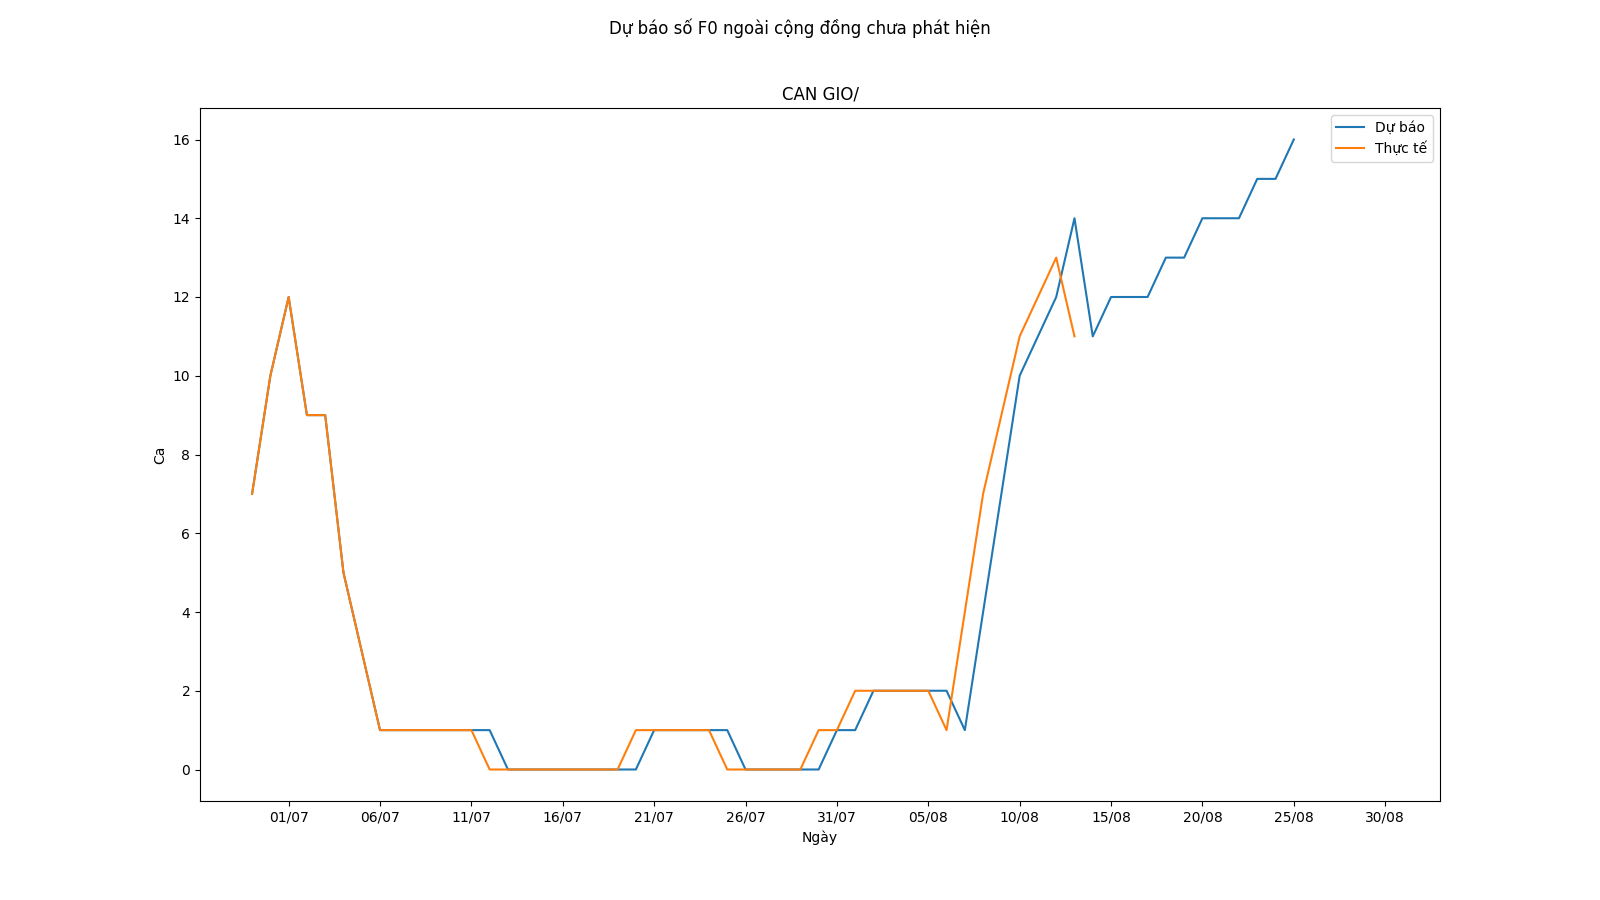 Dự báo số F0 ngoài cộng đồng chưa phát hiện
CAN GIO/
Dự báo
Thực tế
Ca
16
14
12
10
8
6
4
2
0
01/07 06/07 11/07 16/07 21/07 26/07 31/07 05/08 10/08 15/08 20/08 25/08 30/08
Ngày